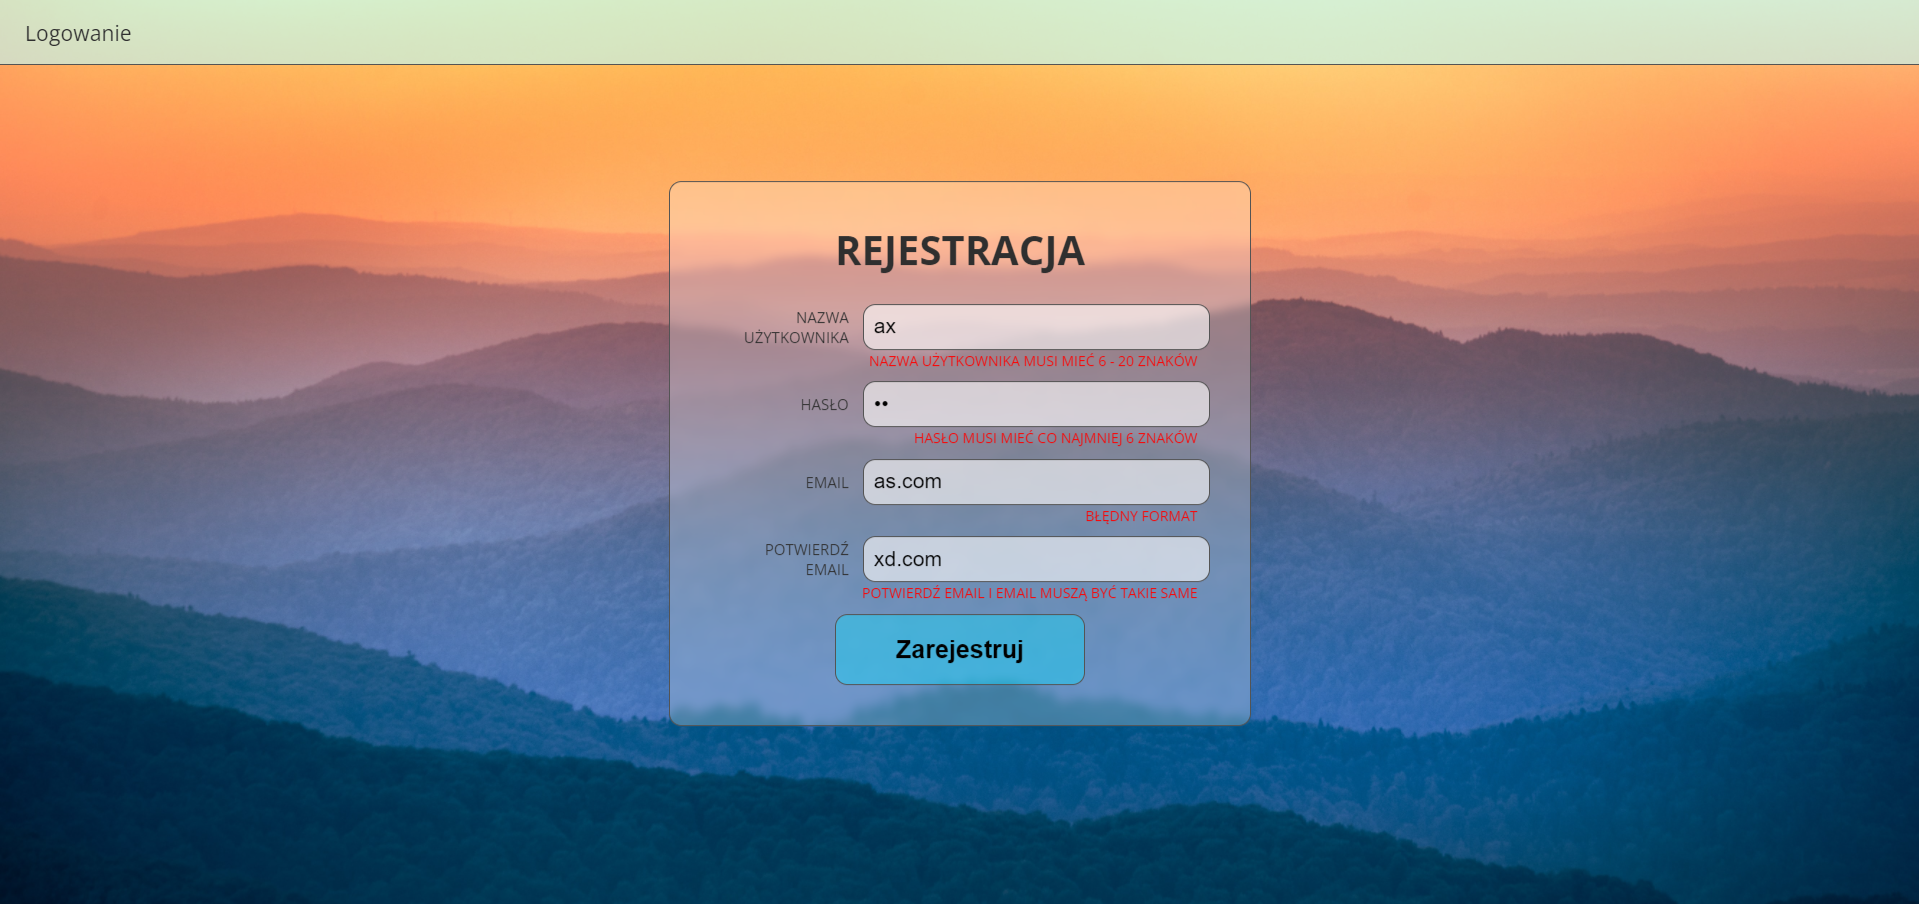 Logowanie
REJESTRACJA
NAZWA
UŻYTKOWNIKA
ax
NAZWA UŻYTKOWNIKA MUSI MIEĆ 6 - 20 ZNAKÓW
HASŁO
••
HASŁO MUSI MIEĆ CO NAJMNIEJ 6 ZNAKÓW
EMAIL
as.com
BŁĘDNY FORMAT
POTWIERDŹ
EMAIL
xd.com
POTWIERDŹ EMAIL I EMAIL MUSZĄ BYĆ TAKIE SAME
Zarejestruj